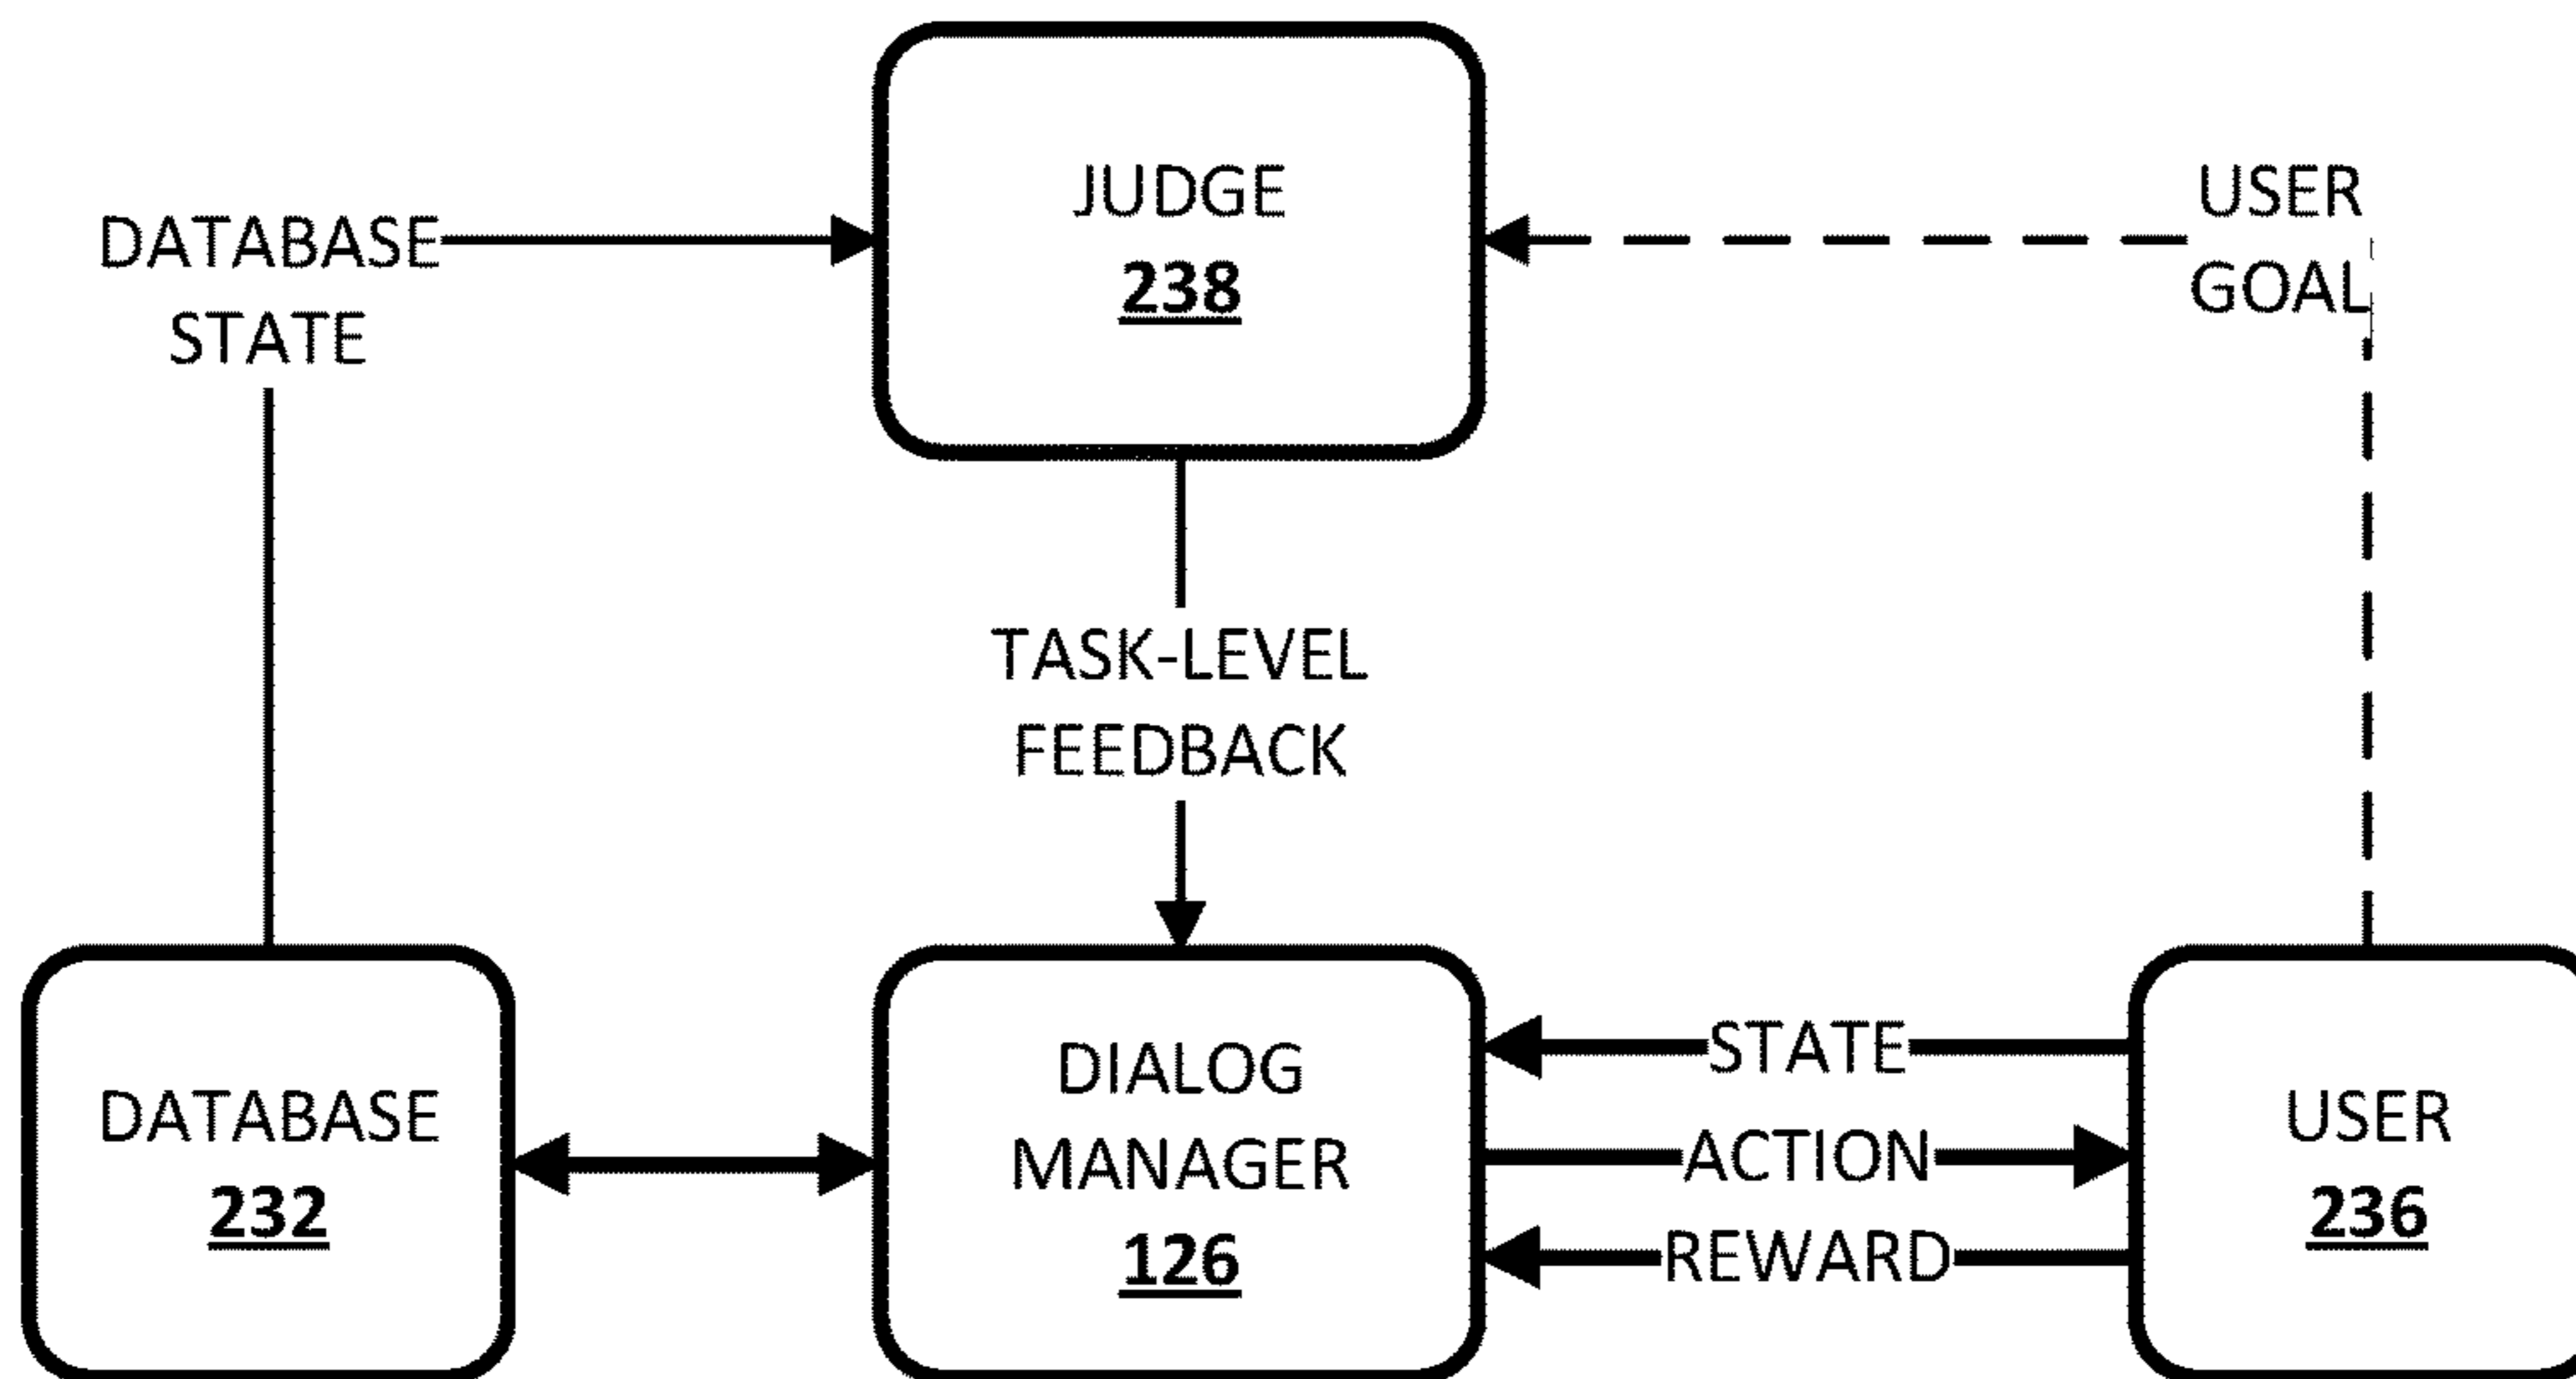 JUDGE
238
DATABASE
STATE
USER
GOAL
TASK-LEVEL
FEEDBACK
DATABASE
232
DIALOG
MANAGER
126
STATE
ACTION
REWARD
USER
236